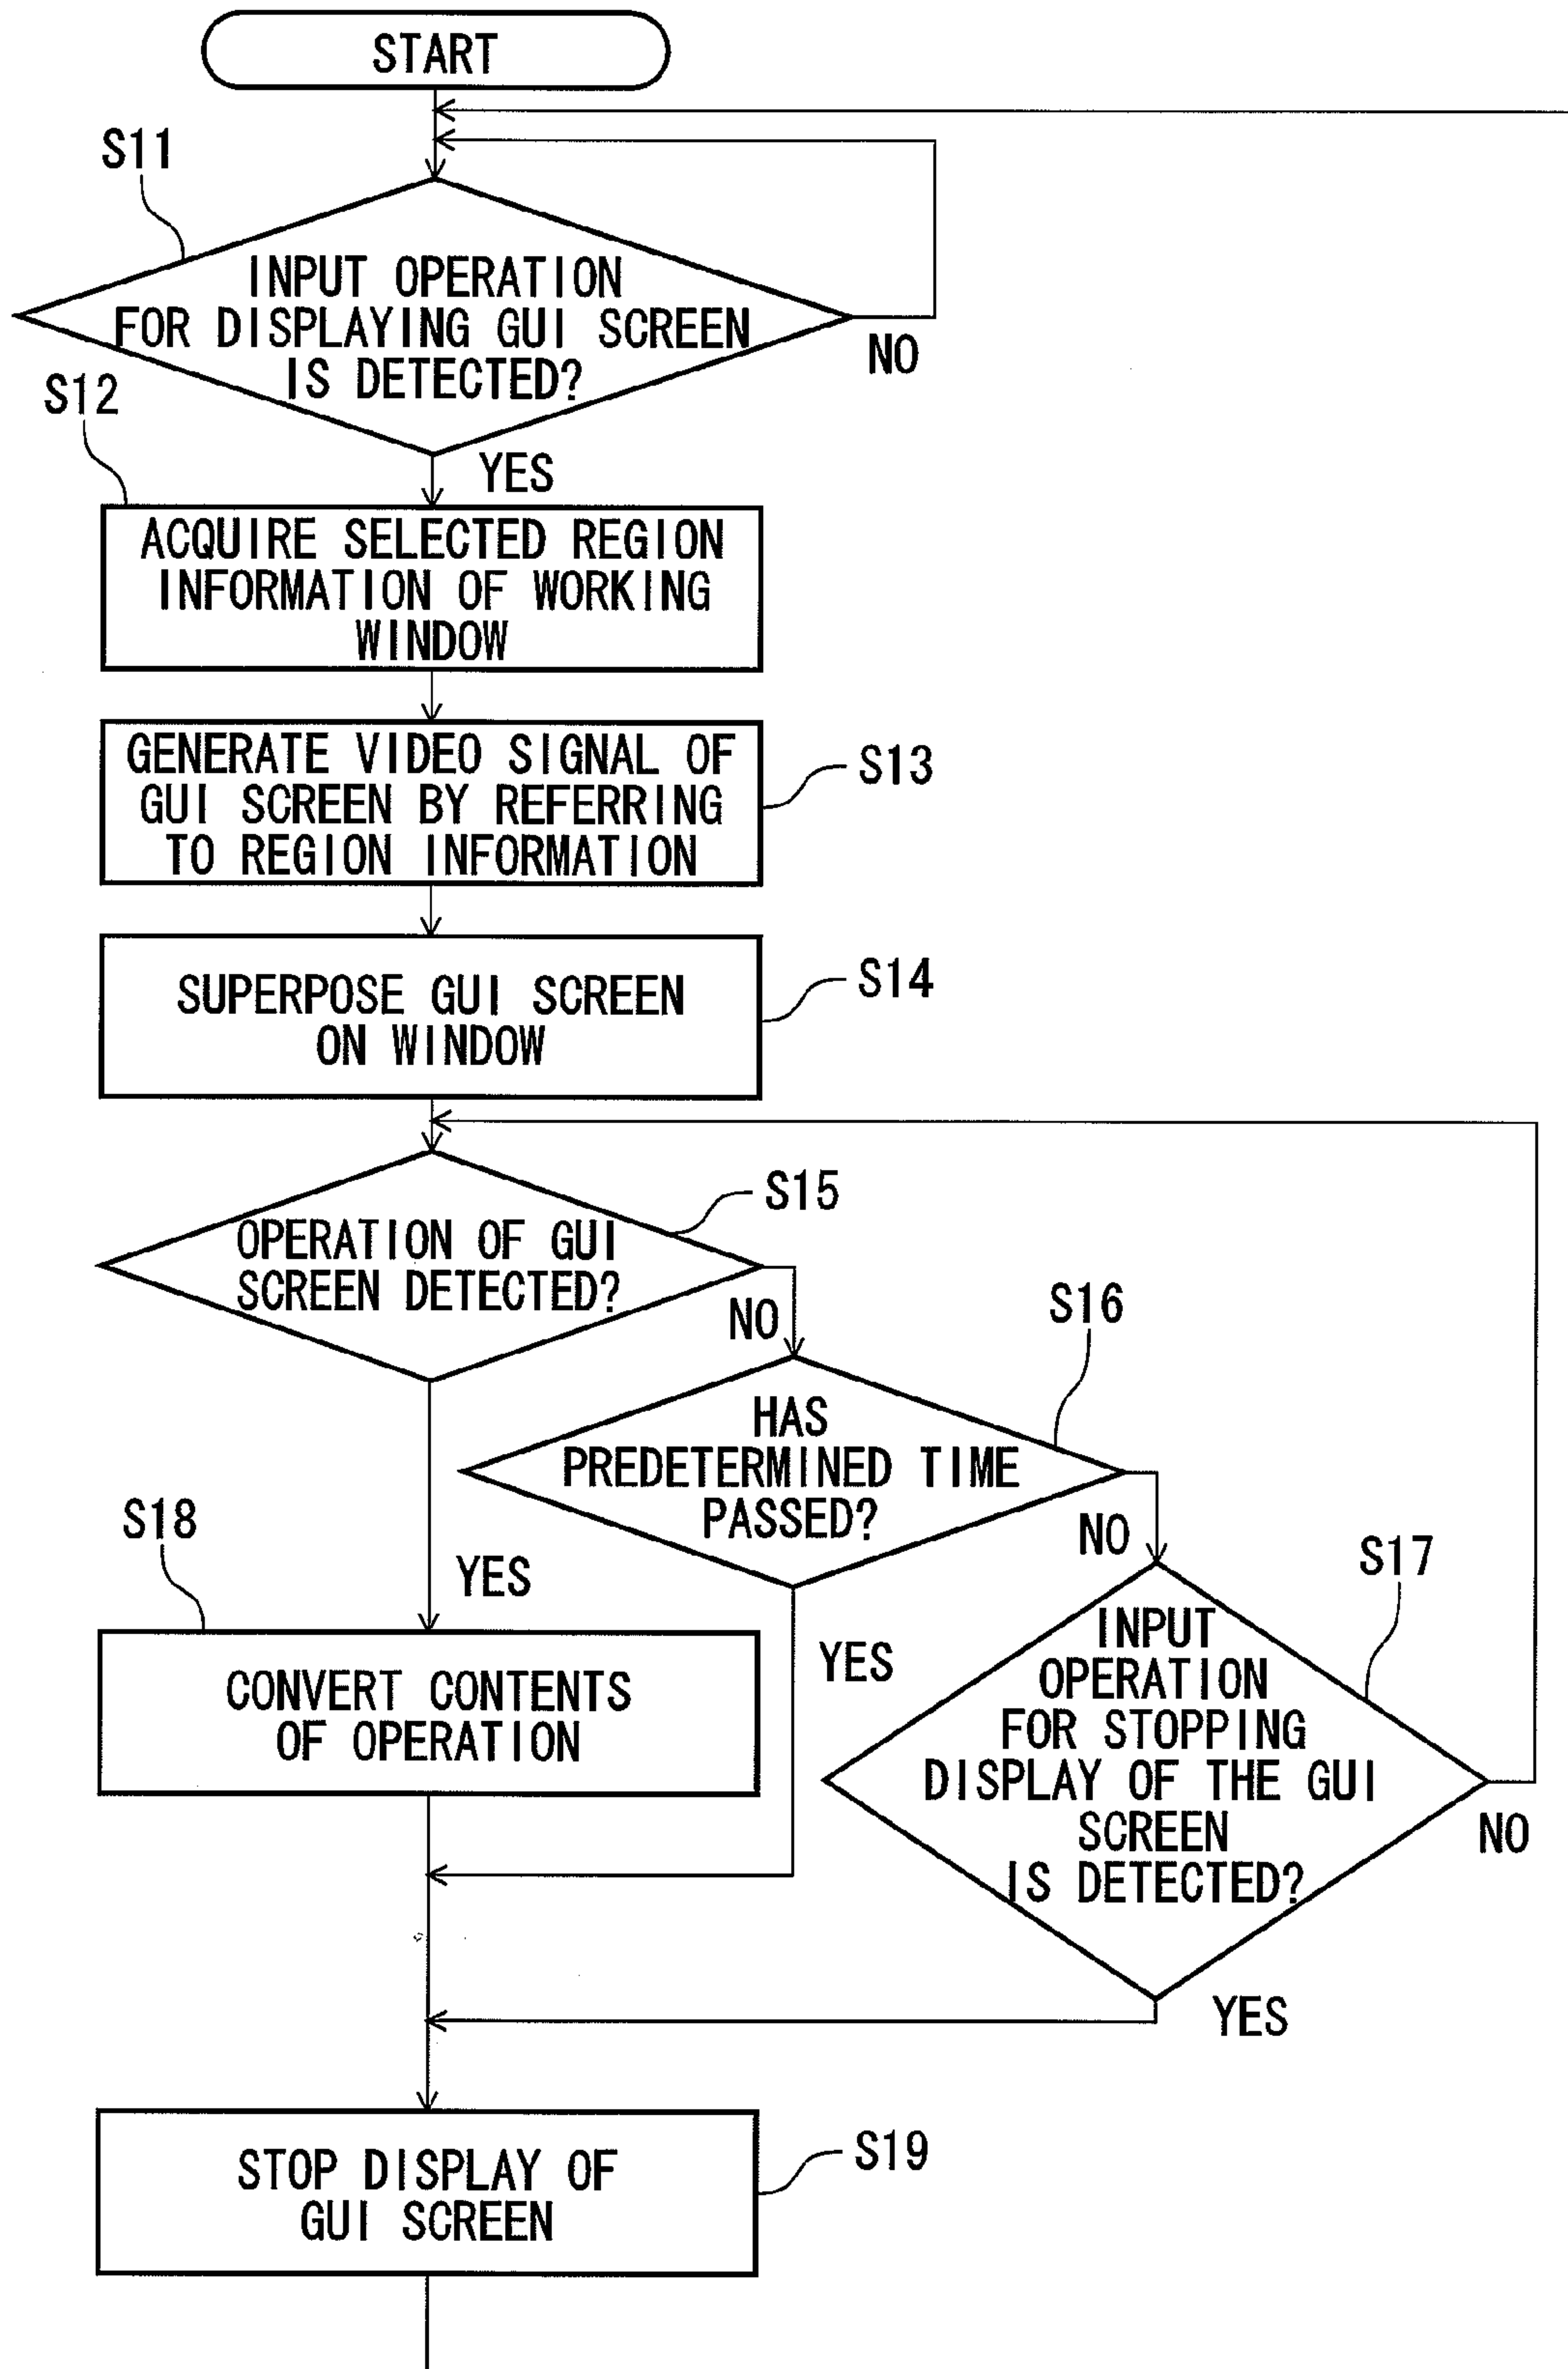 START
S11
INPUT OPERATION
FOR DISPLAYING GUI SCREEN
IS DETECTED?
NO
S12
YES
ACQUIRE SELECTED REGION
INFORMATION OF WORKING
WINDOW
GENERATE VIDEO SIGNAL OF
GUI SCREEN BY REFERRING
TO REGION INFORMATION
S13
SUPERPOSE GUI SCREEN
ON WINDOW
S14
S15
OPERATION OF GUI
SCREEN DETECTED?
NO
S16
HAS
PREDETERMINED TIME
PASSED?
NO
S18
YES
S17
INPUT
OPERATION
FOR STOPPING
DISPLAY OF THE GUI
SCREEN
IS DETECTED?
YES
NO
CONVERT CONTENTS
OF OPERATION
YES
STOP DISPLAY OF
GUI SCREEN
S19